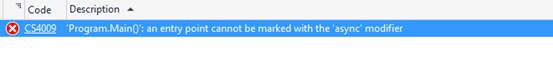 Code Description
CS4009 'Program.Main()': an entry point cannot be marked with the 'async' modifier